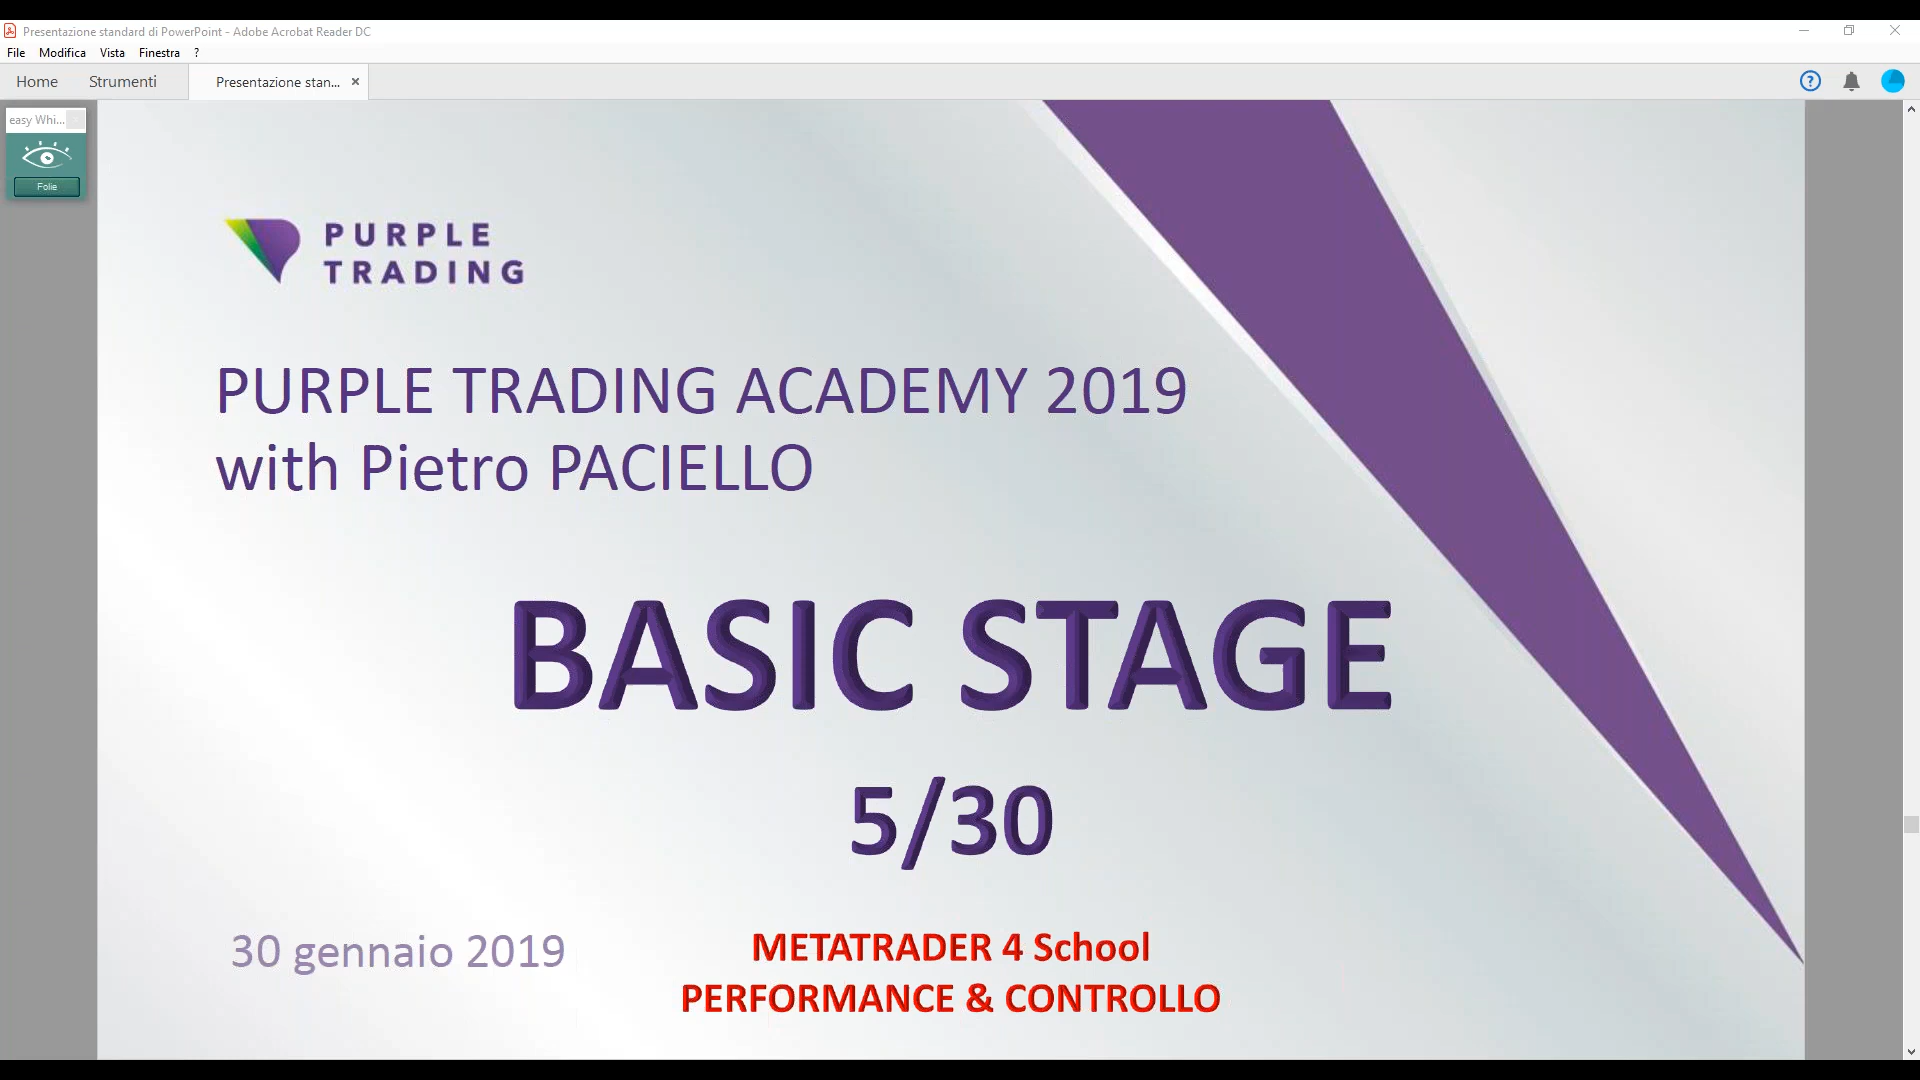 Presentazione standard di PowerPoint - Adobe Acrobat Reader DC
File Modifica Vista Finestra ?
Home Strumenti Presentazione stan... ×
?
easy Whi...
Folie
PURPLE
TRADING
PURPLE TRADING ACADEMY 2019
with Pietro PACIELLO
BASIC STAGE
5/30
30 gennaio 2019
METATRADER 4 School
PERFORMANCE & CONTROLLO